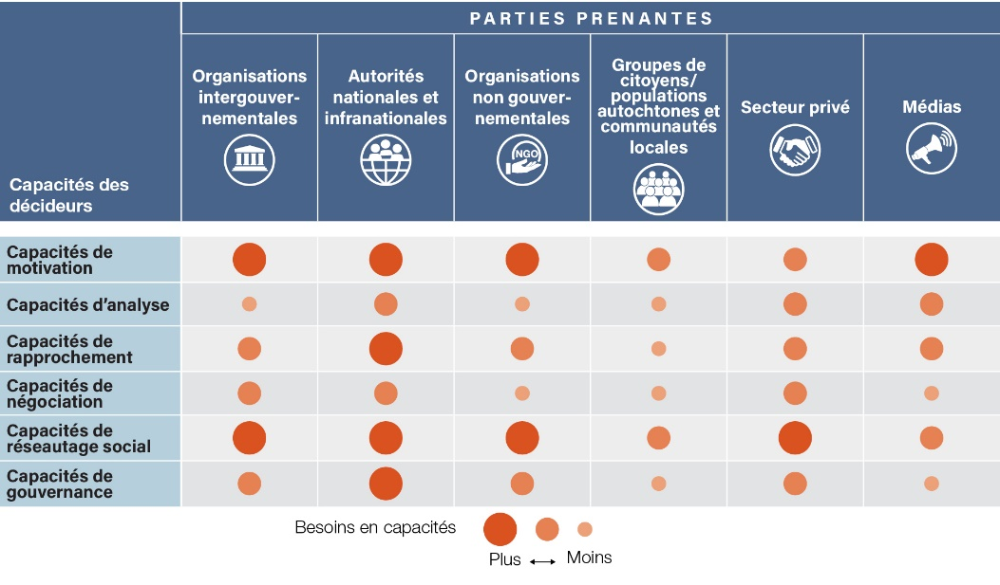 PARTIES PRENANTES
Capacités des
décideurs
Organisations
intergouver-
nementales
Autorités
nationales et
infranationales
Organisations
non gouver-
nementales
NGO
Groupes de
citoyens/
populations
autochtones et
communautés
locales
Secteur privé
Médias
Capacités de
motivation
Capacités d’analyse
Capacités de
rapprochement
Capacités de
négociation
Capacités de
réseautage social
Capacités de
gouvernance
Besoins en capacités
Plus ↔ Moins